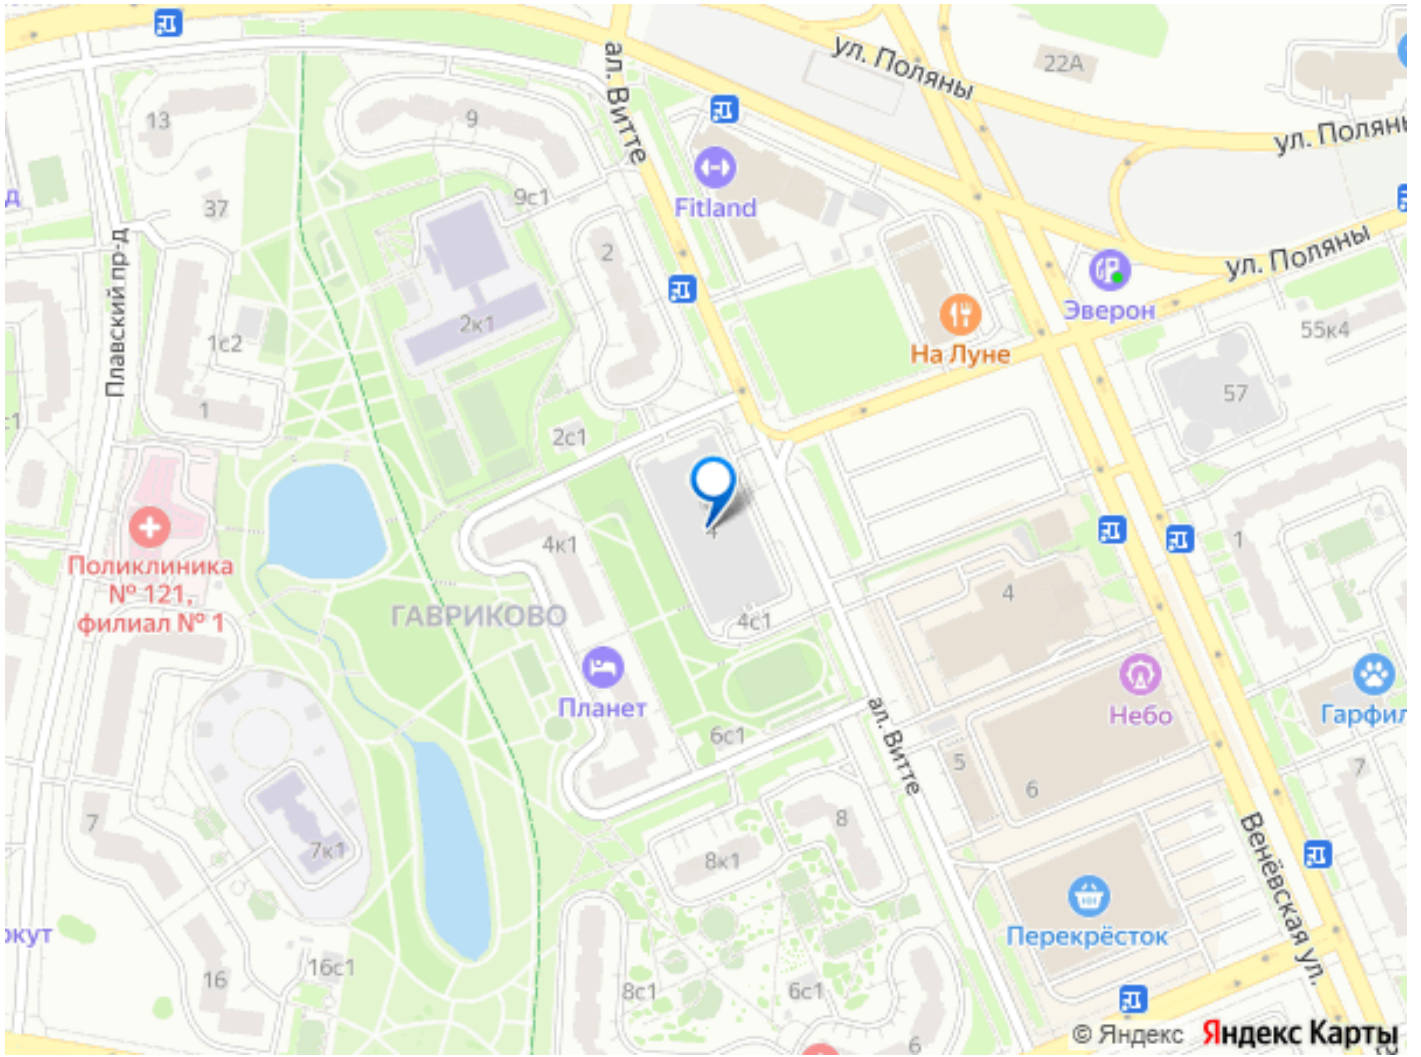 ул. Поляны
22А
ал. Витте
13
9
ул. Поляны
Fitland
9с1
37
2
Плавский пр-д
ул. Поляны
Эверон
2к1
55к4
1с2
На Луне
57
1
2с1
Поликлиника
№ 121,
филиал № 1
4к1
4
1
ГАВРИКОВО
4
4с1
Планет
Небо
ал. Витте
Гарфил
6с1
5
7
6
7
8
7к1
8к1
Венёвская ул.
Перекрёсток
кут
16с1
16
8с1
6с1
6
© Яндекс Яндекс Карты